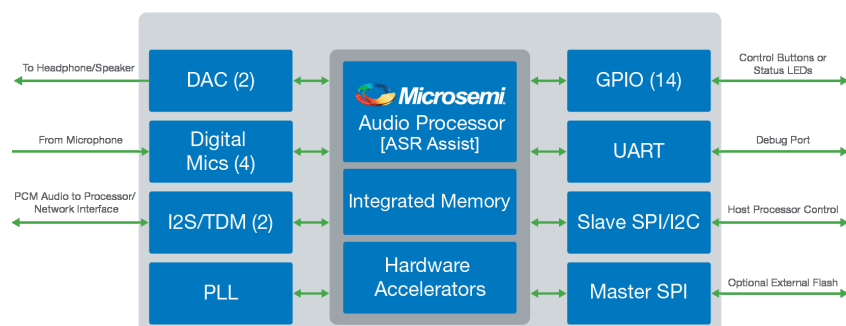 To Headphone/Speaker
DAC (2)
Microsemi.
Audio Processor
[ASR Assist]
GPIO (14)
Control Buttons or
Status LEDs
From Microphone
Digital
Mics (4)
UART
Debug Port
PCM Audio to Processor/
Network Interface
I2S/TDM (2)
Integrated Memory
Slave SPI/I2C
Host Processor Control
PLL
Hardware
Accelerators
Master SPI
Optional External Flash